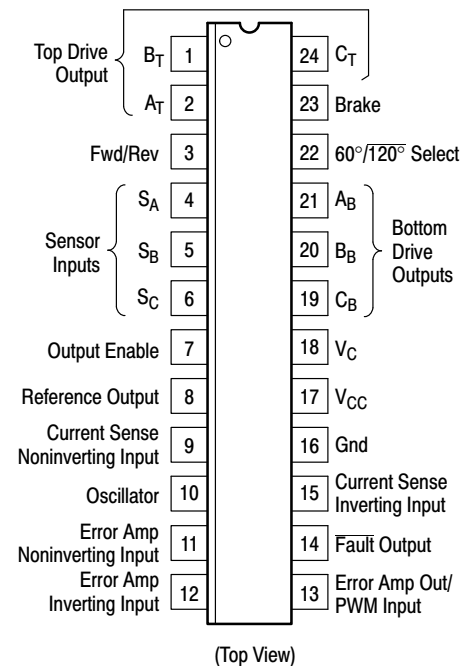 Top Drive
Output
B_T 1
A_T 2
Fwd/Rev 3
Sensor
Inputs
S_A 4
S_B 5
S_C 6
Output Enable 7
Reference Output 8
Current Sense
Noninverting Input 9
Oscillator 10
Error Amp
Noninverting Input 11
Error Amp
Inverting Input 12
24 C_T
23 Brake
22 60°/1̅2̅0̅°̅ Select
21 A_B
20 B_B
19 C_B
Bottom
Drive
Outputs
18 V_C
17 V_CC
16 Gnd
15 Current Sense
Inverting Input
14 F̅a̅u̅l̅t̅ Output
13 Error Amp Out/
PWM Input
(Top View)